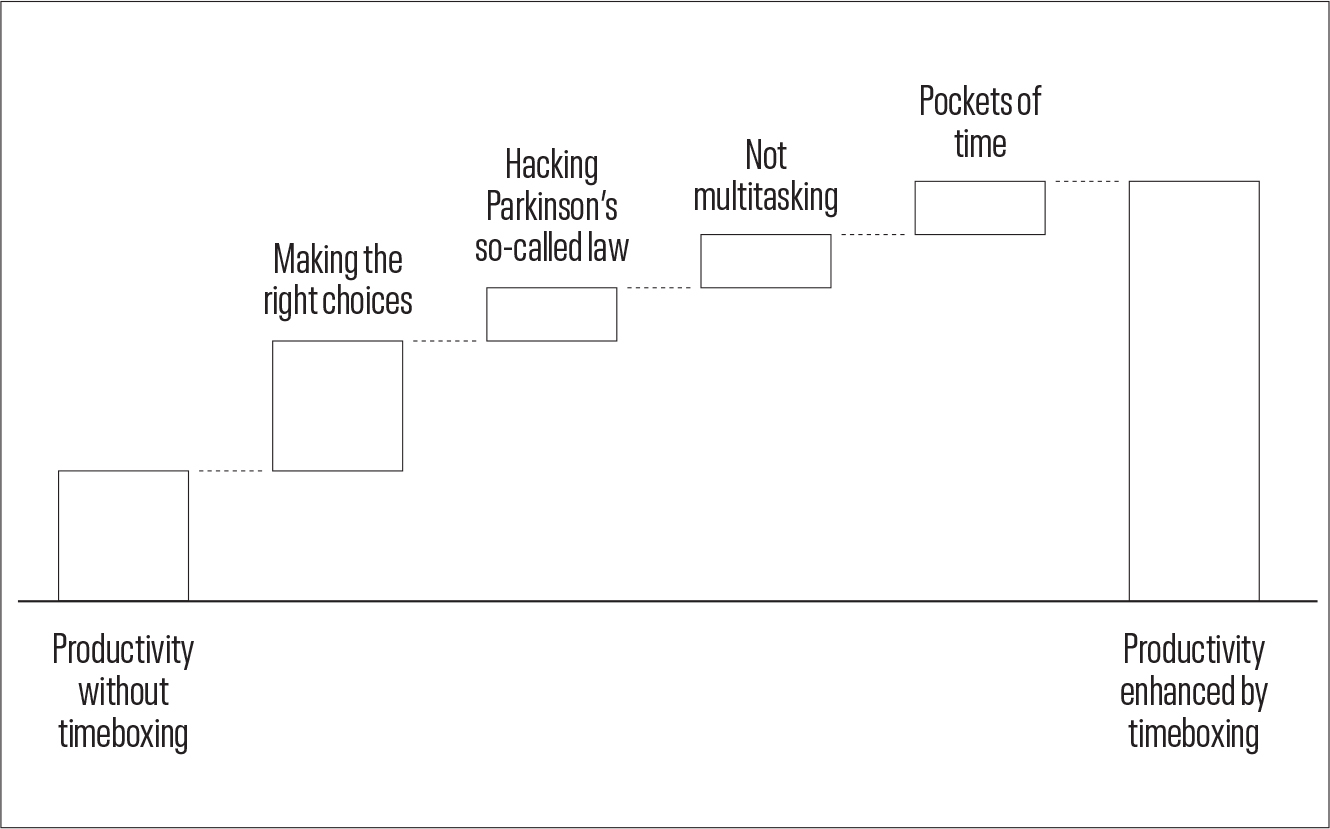 Pockets of
time
Not
multitasking
Hacking
Parkinson's
so-called law
Making the
right choices
Productivity
without
timeboxing
Productivity
enhanced by
timeboxing